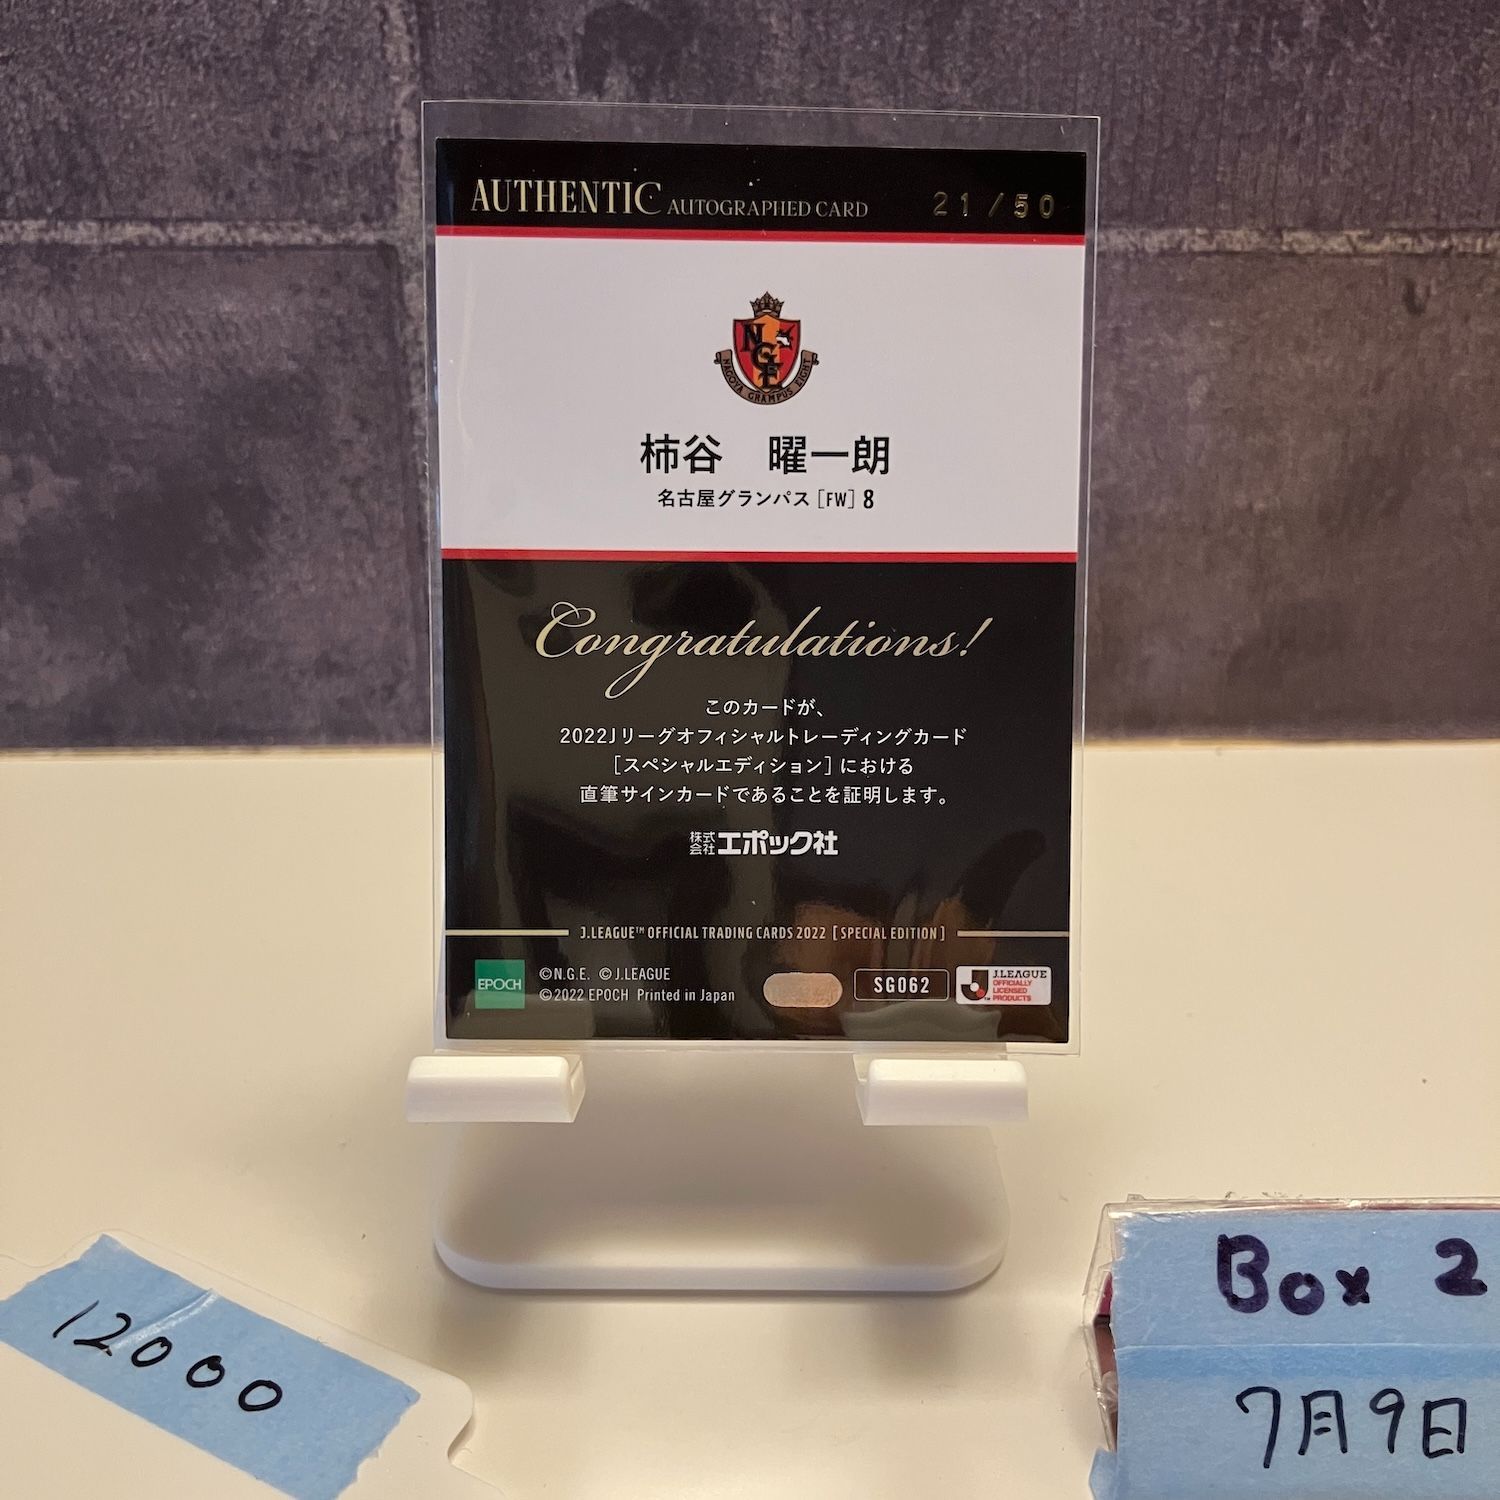 AUTHENTIC AUTOGRAPHED CARD 21/50
NGE
NAGOYA GRAMPUS EIGHT
柿谷 曜一朗
名古屋グランパス [FW] 8
Congratulations!
このカードが、
2022Jリーグオフィシャルトレーディングカード
[スペシャルエディション]における
直筆サインカードであることを証明します。
株式会社エポック社
J.LEAGUE™ OFFICIAL TRADING CARDS 2022 [SPECIAL EDITION]
EPOCH
©N.G.E. ©J.LEAGUE
©2022 EPOCH Printed in Japan
SG062
J.LEAGUE
OFFICIALLY
LICENSED
PRODUCTS
12000
Box 2
7月9日